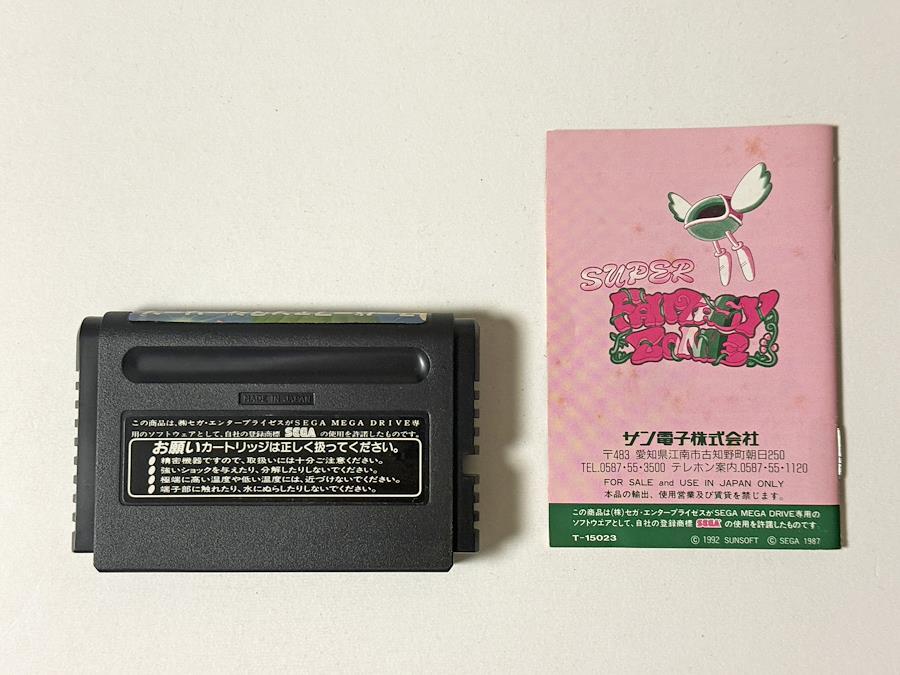 MADE IN JAPAN
この商品は、(株)セガ・エンタープライゼスがSEGA MEGA DRIVE専
用のソフトウェアとして、自社の登録商標 SEGA の使用を許諾したものです。
お願いカートリッジは正しく扱ってください。
●精密機器ですので、取扱いには十分ご注意ください。
●強いショックを与えたり、分解したりしないでください。
●極端に高い温度や低い温度には、近づけないでください。
●端子部に触れたり、水にぬらしたりしないでください。
SUPER
FANTASY
ZONE
サン電子株式会社
〒483 愛知県江南市古知野町朝日250
TEL.0587・55・3500 テレホン案内.0587・55・1120
FOR SALE and USE IN JAPAN ONLY
本品の輸出、使用営業及び賃貸を禁じます。
この商品は(株)セガ・エンタープライゼスがSEGA MEGA DRIVE専用の
ソフトウエアとして、自社の登録商標 SEGA の使用を許諾したものです。
T-15023 © 1992 SUNSOFT © SEGA 1987